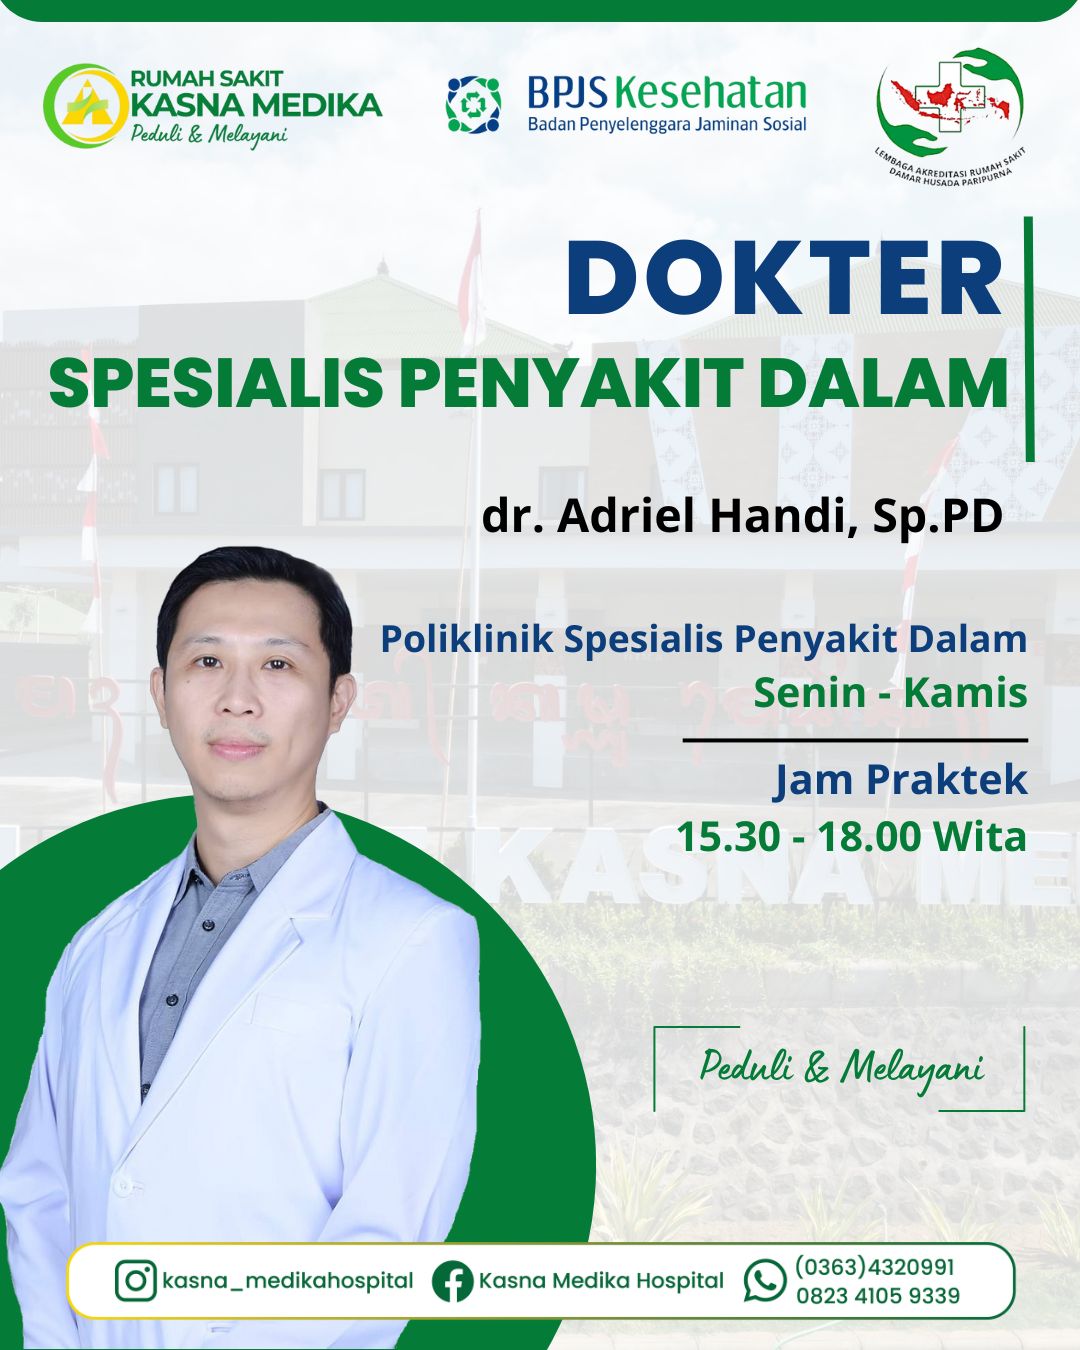 RUMAH SAKIT
KASNA MEDIKA
Peduli & Melayani
BPJS Kesehatan
Badan Penyelenggara Jaminan Sosial
LEMBAGA AKREDITASI RUMAH SAKIT
DAMAR HUSADA PARIPURNA
DOKTER
SPESIALIS PENYAKIT DALAM
dr. Adriel Handi, Sp.PD
Poliklinik Spesialis Penyakit Dalam
Senin - Kamis
Jam Praktek
15.30 - 18.00 Wita
KASNA ME
Peduli & Melayani
kasna_medikahospital
Kasna Medika Hospital
(0363)4320991
0823 4105 9339